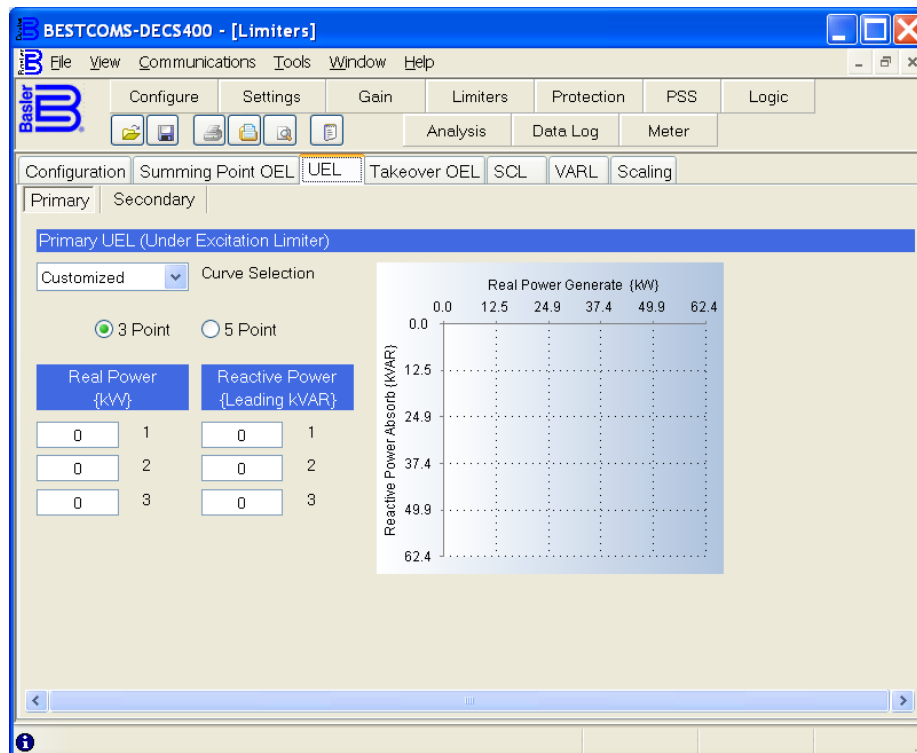 BESTCOMS-DECS400 - [Limiters]
File View Communications Tools Window Help
Basler
Configure Settings Gain Limiters Protection PSS Logic
Analysis Data Log Meter
Configuration Summing Point OEL UEL Takeover OEL SCL VARL Scaling
Primary Secondary
Primary UEL (Under Excitation Limiter)
Customized Curve Selection
3 Point 5 Point
Real Power {kW}
Reactive Power {Leading kVAR}
0 1 0 1
0 2 0 2
0 3 0 3
Real Power Generate {kW}
0.0 12.5 24.9 37.4 49.9 62.4
Reactive Power Absorb {kVAR}
0.0
12.5
24.9
37.4
49.9
62.4